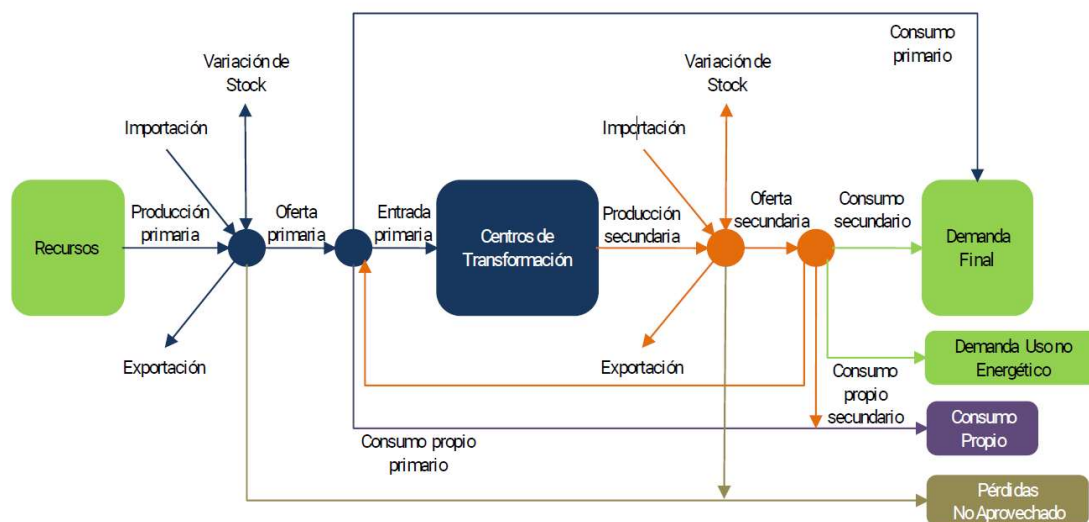 Consumo
primario
Variación de
Stock
Variación de
Stock
Importación
Importación
Recursos
Producción
primaria
Oferta
primaria
Entrada
primaria
Centros de
Transformación
Producción
secundaria
Oferta
secundaria
Consumo
secundario
Demanda
Final
Exportación
Exportación
Demanda Uso no
Energético
Consumo
propio
secundario
Consumo propio
primario
Consumo
Propio
Pérdidas
No Aprovechado